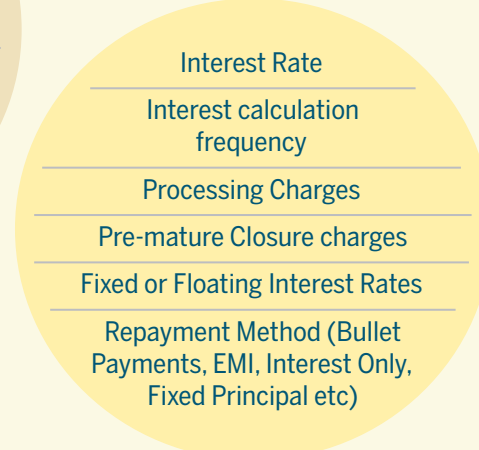 Interest Rate
Interest calculation
frequency
Processing Charges
Pre-mature Closure charges
Fixed or Floating Interest Rates
Repayment Method (Bullet
Payments, EMI, Interest Only,
Fixed Principal etc)